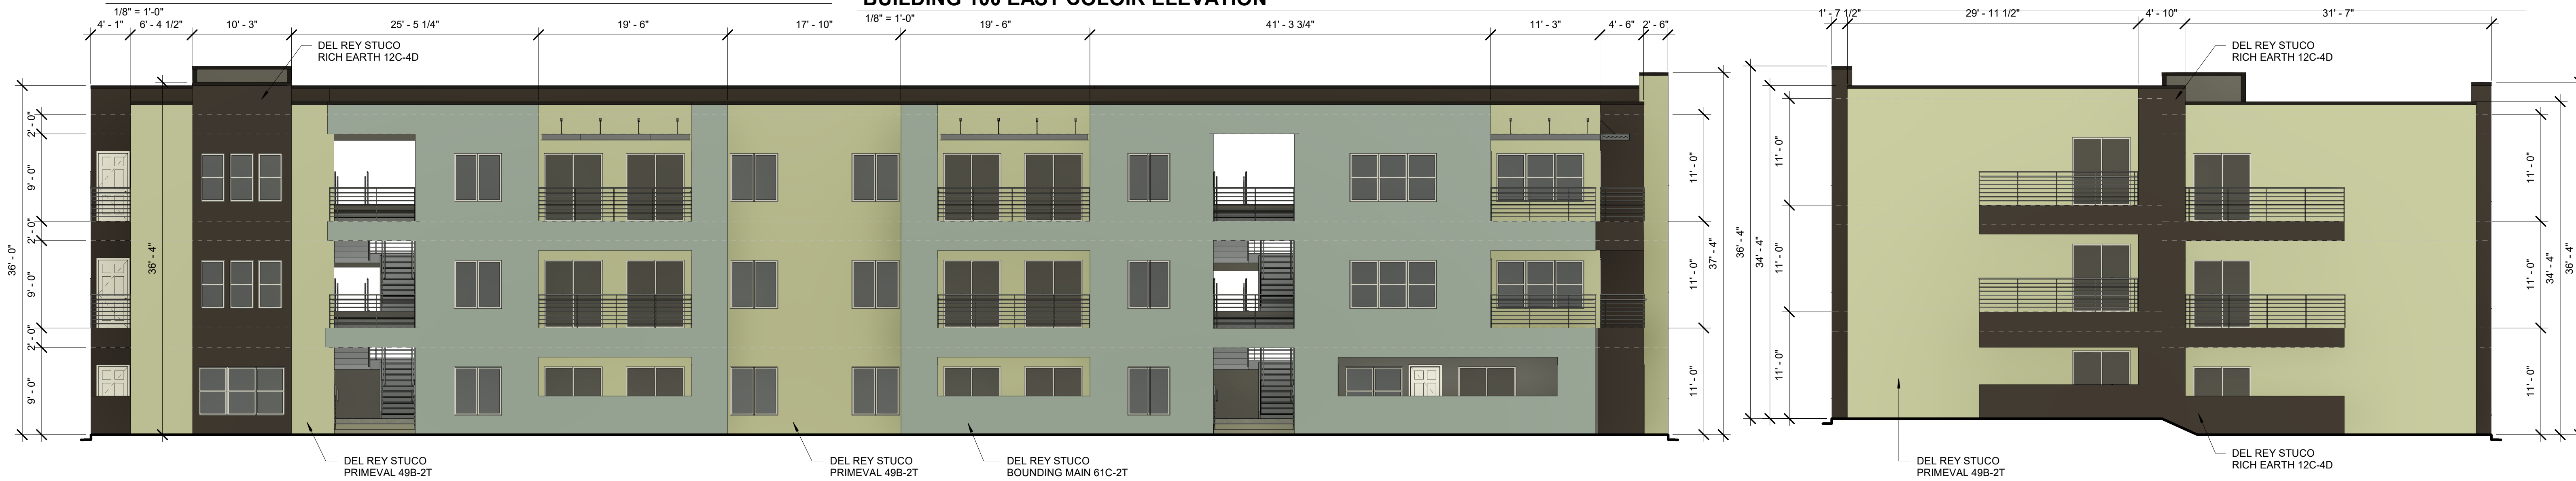 BUILDING 100 EAST COLOIR ELEVATION
1/8" = 1'-0"
1/8" = 1'-0"
4' - 1"
6' - 4 1/2"
10' - 3"
25' - 5 1/4"
19' - 6"
17' - 10"
19' - 6"
41' - 3 3/4"
11' - 3"
4' - 6"
2' - 6"
1' - 7 1/2"
29' - 11 1/2"
4' - 10"
31' - 7"
DEL REY STUCO
RICH EARTH 12C-4D
DEL REY STUCO
RICH EARTH 12C-4D
36' - 0"
2' - 0"
9' - 0"
2' - 0"
9' - 0"
2' - 0"
9' - 0"
36' - 4"
11' - 0"
11' - 0"
11' - 0"
37' - 4"
36' - 4"
34' - 4"
11' - 0"
11' - 0"
11' - 0"
11' - 0"
11' - 0"
11' - 0"
34' - 4"
36' - 4"
DEL REY STUCO
PRIMEVAL 49B-2T
DEL REY STUCO
PRIMEVAL 49B-2T
DEL REY STUCO
BOUNDING MAIN 61C-2T
DEL REY STUCO
PRIMEVAL 49B-2T
DEL REY STUCO
RICH EARTH 12C-4D